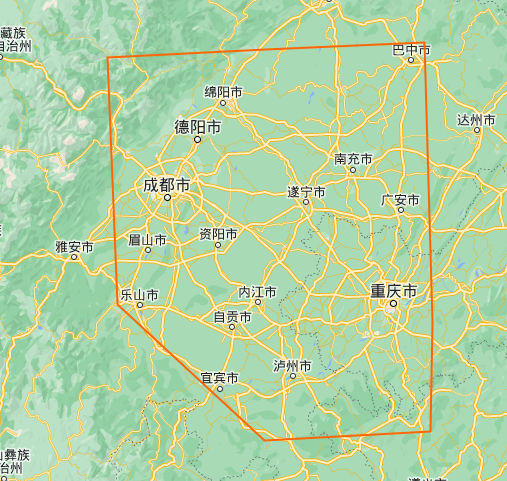 藏族
自治州
巴中市
绵阳市
达州市
德阳市
南充市
成都市
遂宁市
广安市
资阳市
眉山市
雅安市
乐山市
内江市
重庆市
自贡市
泸州市
宜宾市
彝族
治州